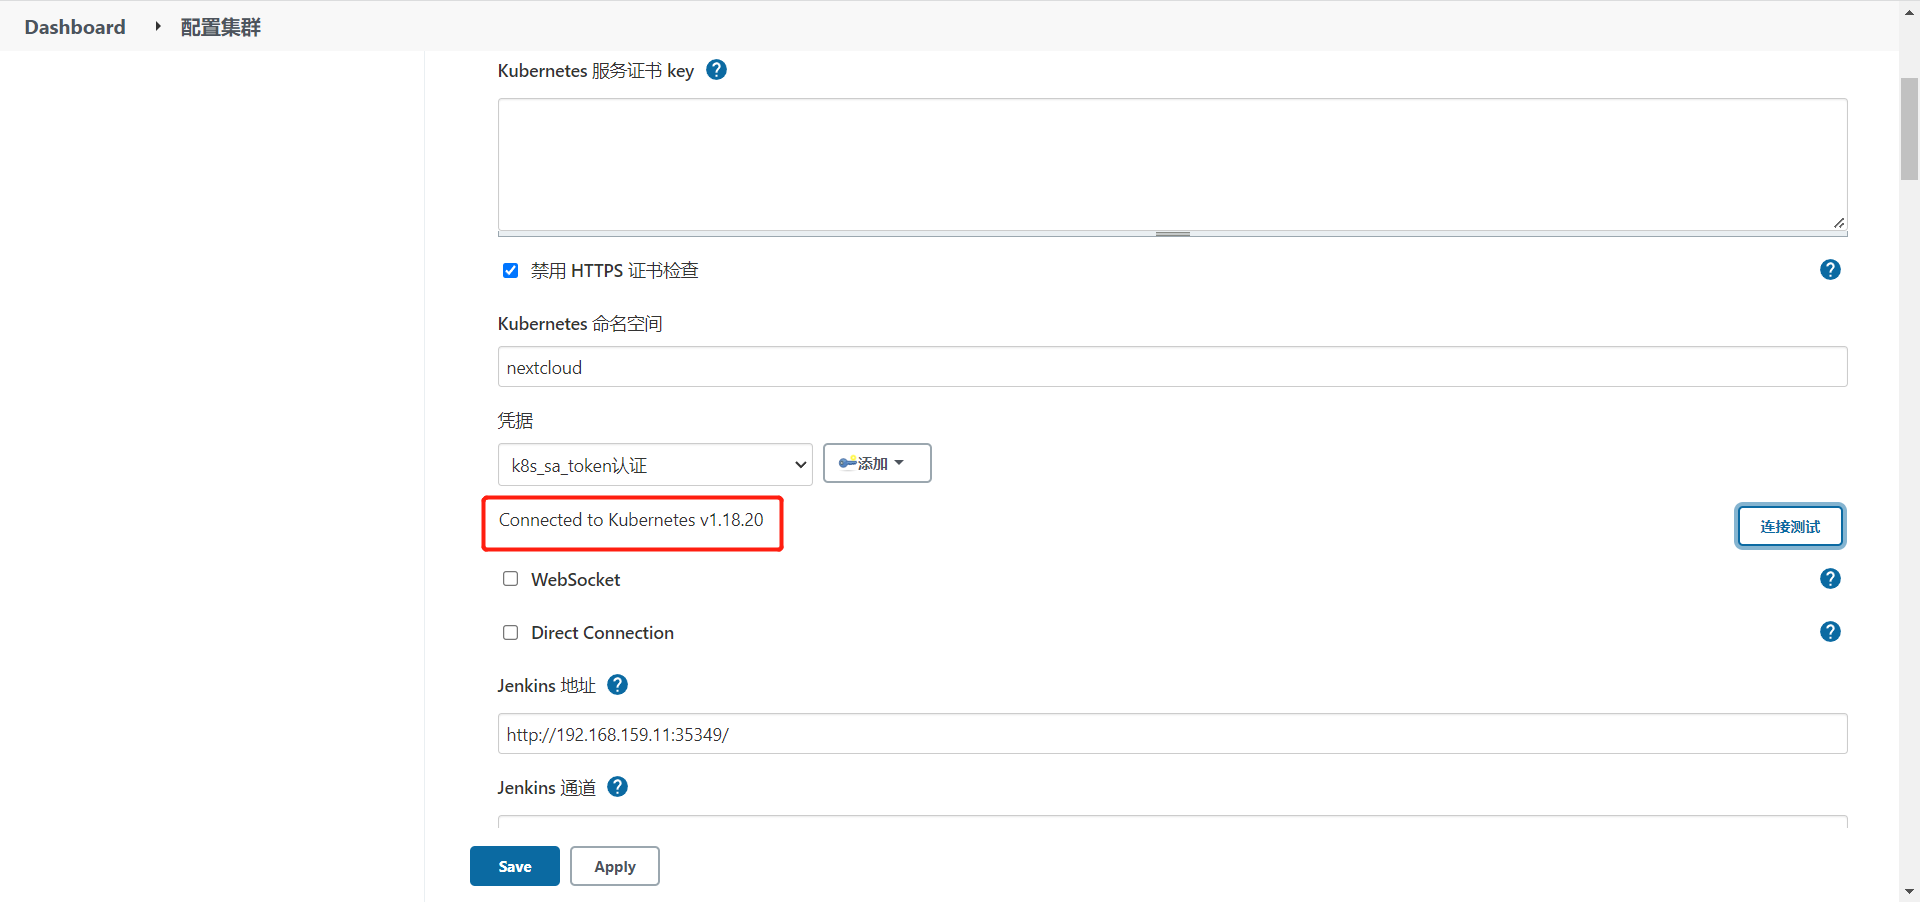 Dashboard
配置集群
Kubernetes 服务证书 key
禁用 HTTPS 证书检查
Kubernetes 命名空间
nextcloud
凭据
k8s_sa_token认证
添加
Connected to Kubernetes v1.18.20
连接测试
WebSocket
Direct Connection
Jenkins 地址
http://192.168.159.11:35349/
Jenkins 通道
Save
Apply